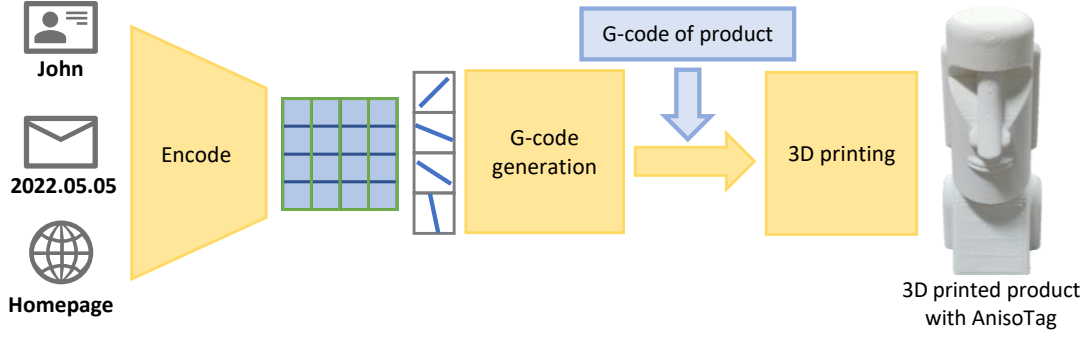 John
2022.05.05
Homepage
Encode
G-code
generation
G-code of product
3D printing
3D printed product
with AnisoTag